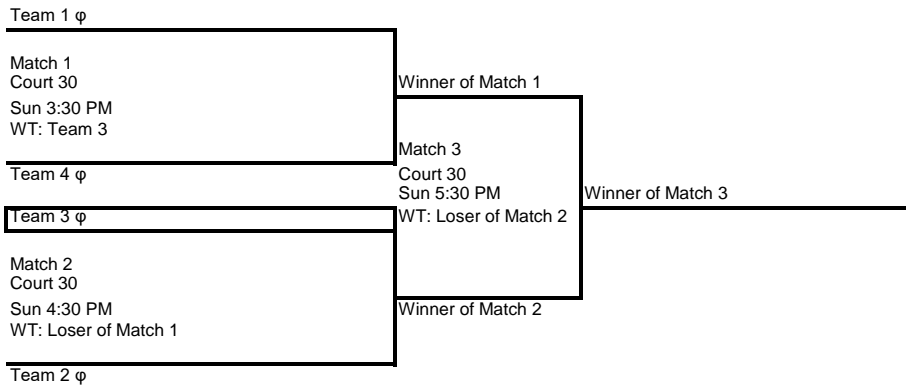 Team 1 φ
Match 1
Court 30
Sun 3:30 PM
WT: Team 3
Team 4 φ
Winner of Match 1
Match 3
Court 30
Sun 5:30 PM
WT: Loser of Match 2
Winner of Match 3
Team 3 φ
Match 2
Court 30
Sun 4:30 PM
WT: Loser of Match 1
Team 2 φ
Winner of Match 2